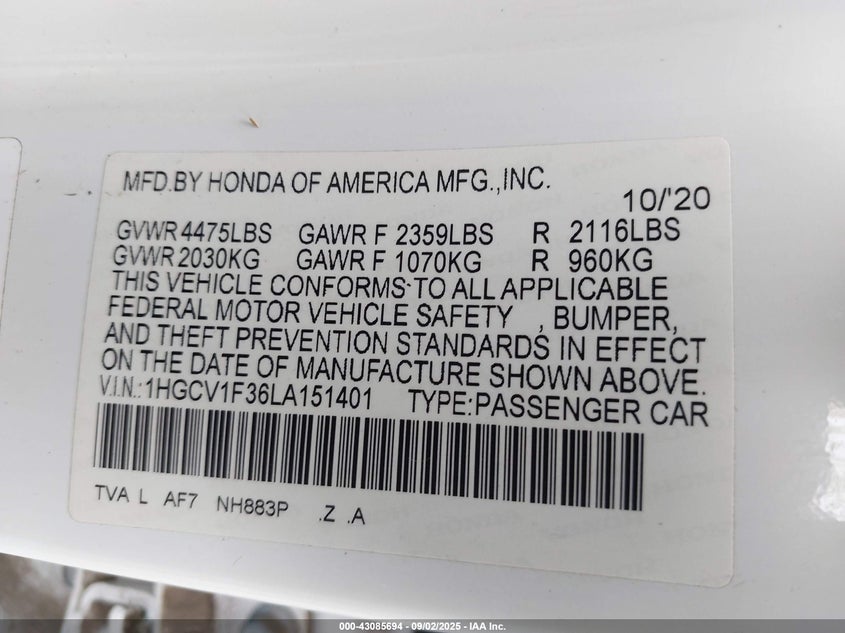 MFD.BY HONDA OF AMERICA MFG.,INC.
10/'20
GVWR 4475LBS GAWR F 2359LBS R 2116LBS
GVWR 2030KG GAWR F 1070KG R 960KG
THIS VEHICLE CONFORMS TO ALL APPLICABLE
FEDERAL MOTOR VEHICLE SAFETY , BUMPER,
AND THEFT PREVENTION STANDARDS IN EFFECT
ON THE DATE OF MANUFACTURE SHOWN ABOVE.
V.I.N.:1HGCV1F36LA151401 TYPE:PASSENGER CAR
TVA L AF7 NH883P .Z .A
000-43085694 - 09/02/2025 - IAA Inc.